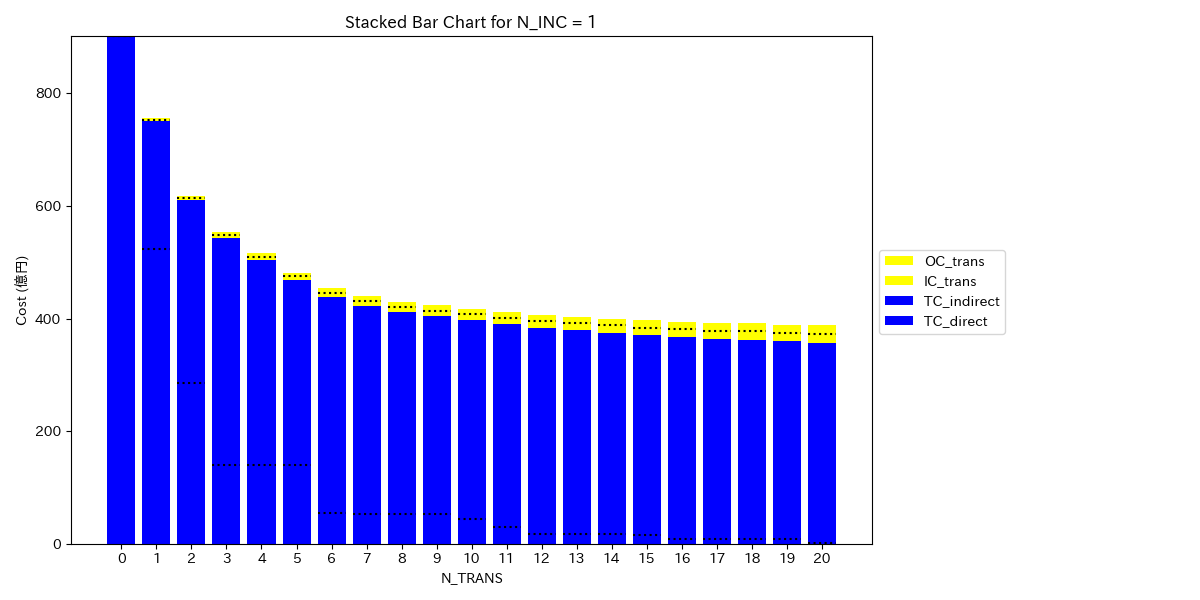 Stacked Bar Chart for N_INC = 1
Cost (億円)
800
600
400
200
0
0 1 2 3 4 5 6 7 8 9 10 11 12 13 14 15 16 17 18 19 20
N_TRANS
OC_trans
IC_trans
TC_indirect
TC_direct